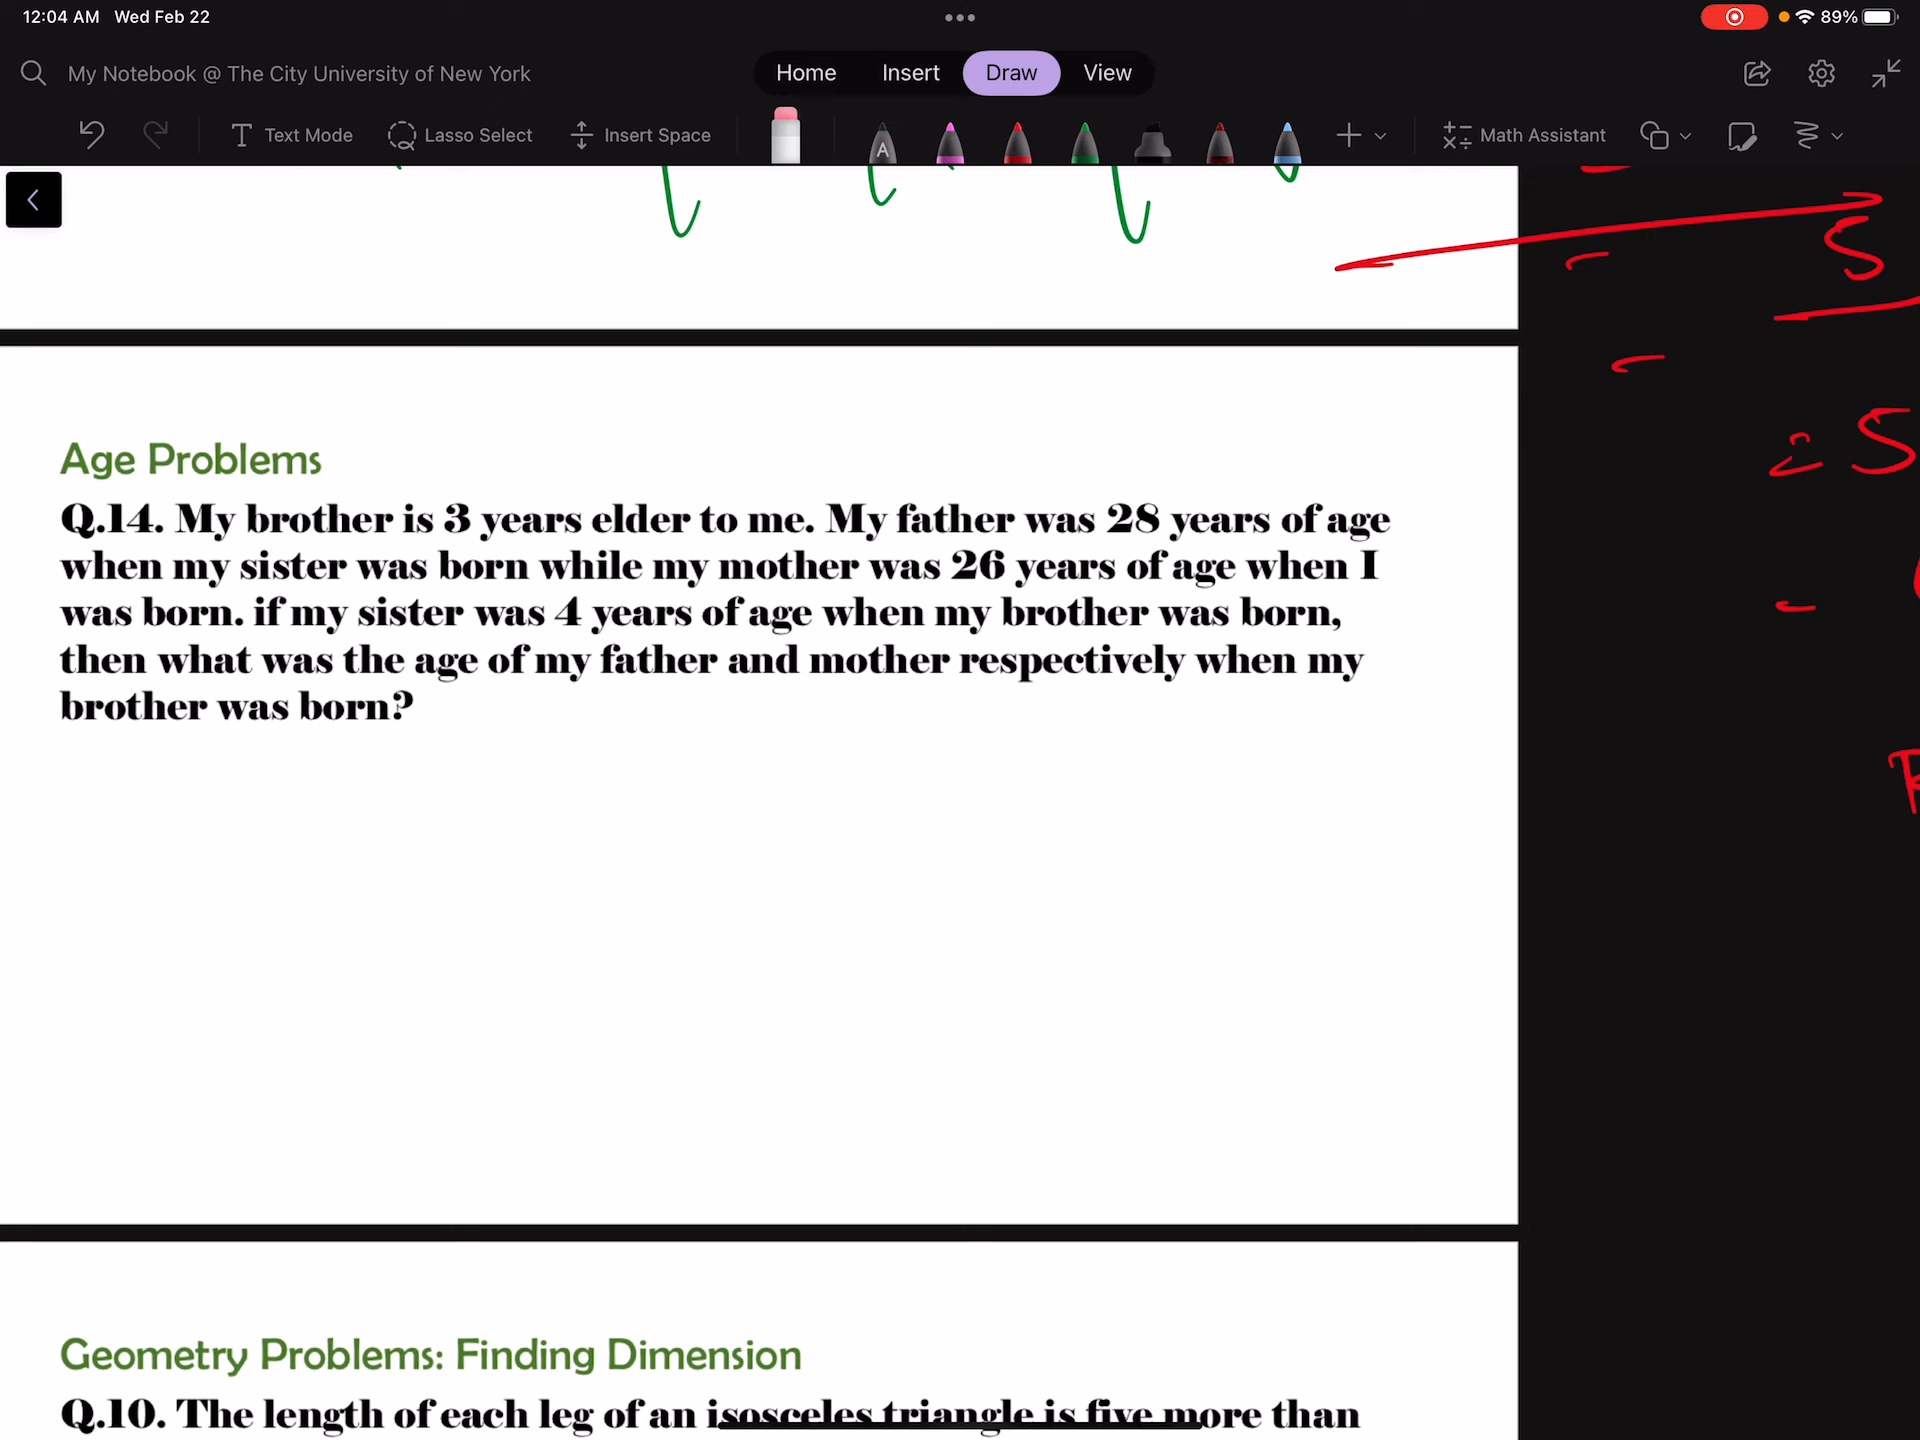 12:04 AM Wed Feb 22
89%
My Notebook @ The City University of New York
Home Insert Draw View
Text Mode Lasso Select Insert Space
A
Math Assistant
S
= S
Age Problems
Q.14. My brother is 3 years elder to me. My father was 28 years of age
when my sister was born while my mother was 26 years of age when I
was born. if my sister was 4 years of age when my brother was born,
then what was the age of my father and mother respectively when my
brother was born?
Geometry Problems: Finding Dimension
Q.10. The length of each leg of an isosceles triangle is five more than